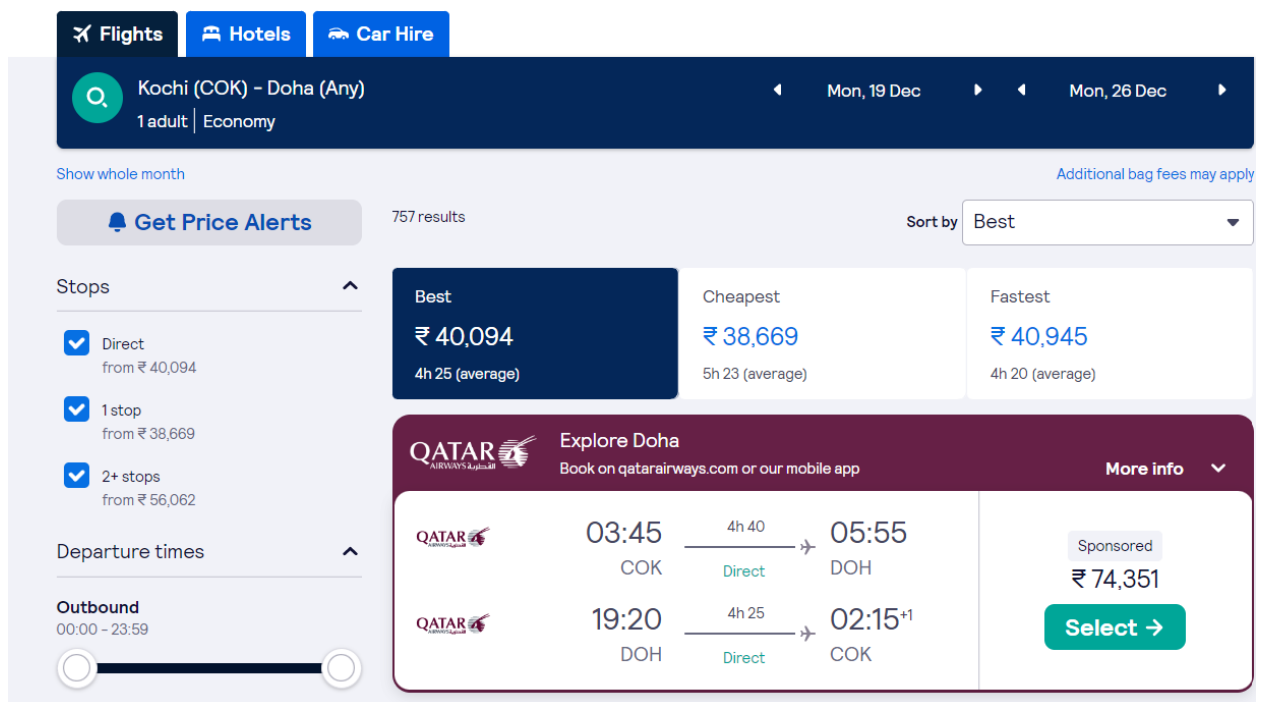 Flights Hotels Car Hire
Kochi (COK) – Doha (Any)
1 adult Economy
Mon, 19 Dec Mon, 26 Dec
Show whole month
Additional bag fees may apply
Get Price Alerts
757 results
Sort by Best
Stops
Direct
from ₹ 40,094
1 stop
from ₹ 38,669
2+ stops
from ₹ 56,062
Departure times
Outbound
00:00 – 23:59
Best
₹ 40,094
4h 25 (average)
Cheapest
₹ 38,669
5h 23 (average)
Fastest
₹ 40,945
4h 20 (average)
QATAR
AIRWAYS القطرية
Explore Doha
Book on qatarairways.com or our mobile app
More info
QATAR
AIRWAYS القطرية
03:45 4h 40 05:55
COK Direct DOH
QATAR
AIRWAYS القطرية
19:20 4h 25 02:15+1
DOH Direct COK
Sponsored
₹ 74,351
Select →